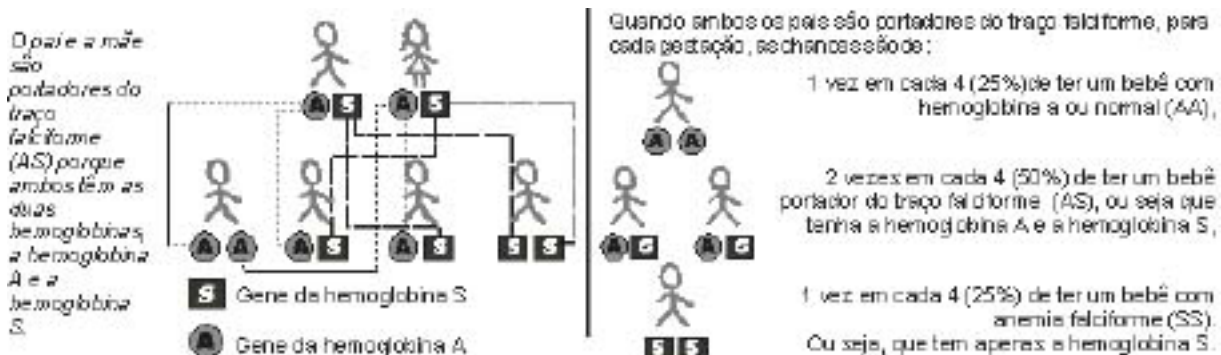 O pai e a mãe
são
portadores do
traço
falciforme
(AS) porque
ambos têm as
duas
hemoglobinas,
a hemoglobina
A e a
hemoglobina
S.
A S A S
A A A S A S S S
S Gene da hemoglobina S
A Gene da hemoglobina A
Quando ambos os pais são portadores do traço falciforme, para
cada gestação, as chances são de:
1 vez em cada 4 (25%) de ter um bebê com
hemoglobina a ou normal (AA),
A A
2 vezes em cada 4 (50%) de ter um bebê
portador do traço falciforme (AS), ou seja que
tenha a hemoglobina A e a hemoglobina S,
A S A S
1 vez em cada 4 (25%) de ter um bebê com
anemia falciforme (SS).
Ou seja, que tem apenas a hemoglobina S.
S S